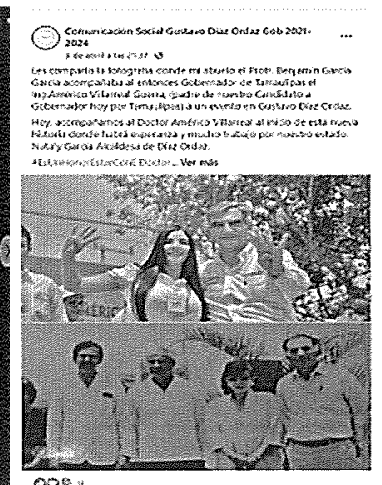 Comunicación Social Gustavo Díaz Ordaz Gob 2021-
2024
Les comparto la fotografía donde mi abuelo el Profr. Benjamín García
García acompañaba al entonces Gobernador de Tamaulipas el
Ing. Américo Villarreal Guerra, (padre de nuestro Candidato a
Gobernador hoy por Tamaulipas) a un evento en Gustavo Díaz Ordaz.
Hoy, acompañamos al Doctor Américo Villarreal al inicio de esta nueva
historia donde habrá esperanza y mucho trabajo por nuestro estado.
Nataly García Alcaldesa de Díaz Ordaz.
#EsUnHonorEstarConElDoctor... Ver más